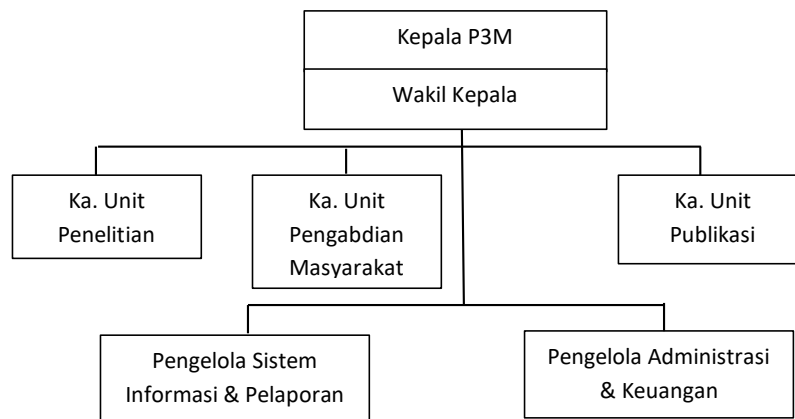 Kepala P3M
Wakil Kepala
Ka. Unit
Penelitian
Ka. Unit
Pengabdian
Masyarakat
Ka. Unit
Publikasi
Pengelola Sistem
Informasi & Pelaporan
Pengelola Administrasi
& Keuangan